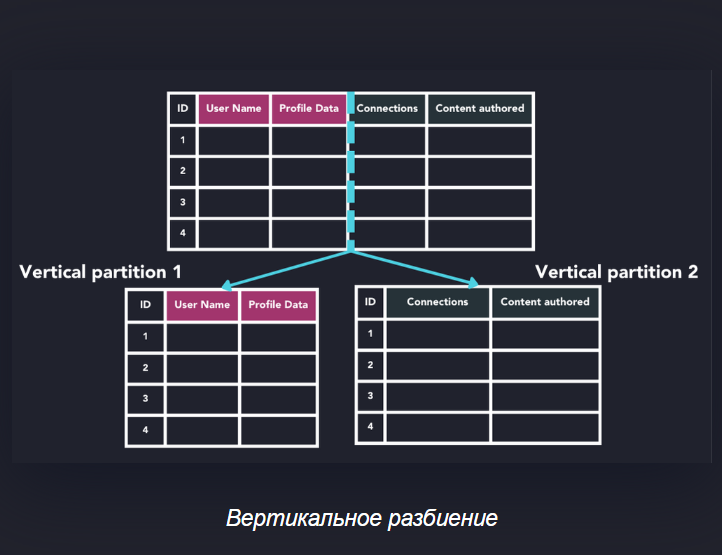 ID User Name Profile Data Connections Content authored
1
2
3
4
Vertical partition 1
Vertical partition 2
ID User Name Profile Data
1
2
3
4
ID Connections Content authored
1
2
3
4
Вертикальное разбиение